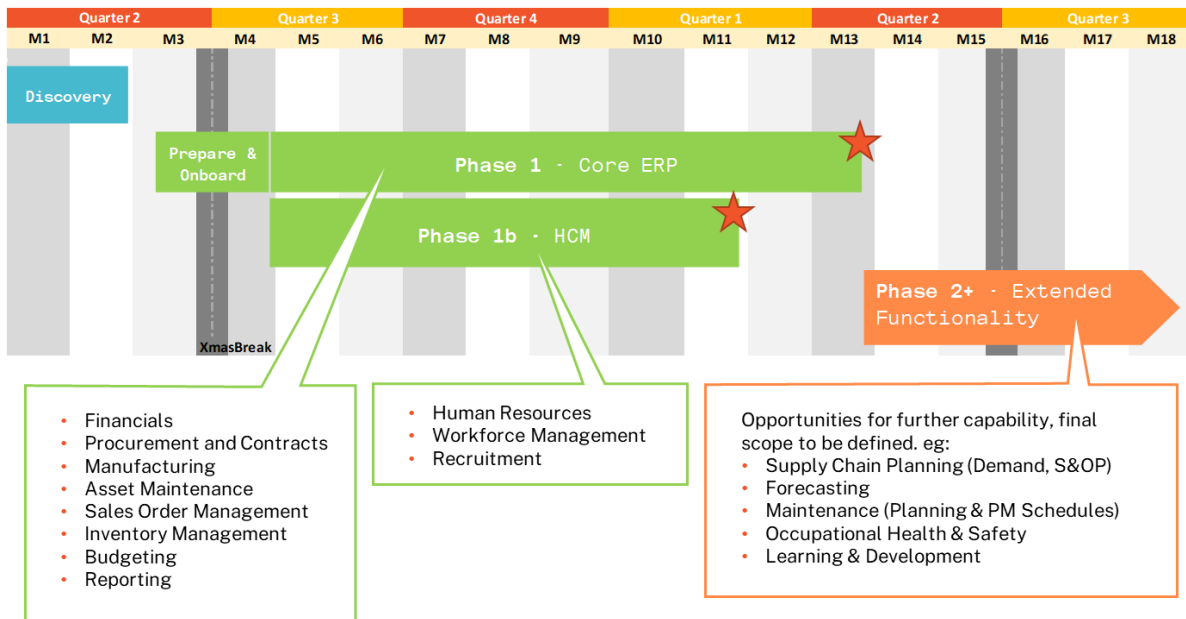 Quarter 2 Quarter 3 Quarter 4 Quarter 1 Quarter 2 Quarter 3
M1 M2 M3 M4 M5 M6 M7 M8 M9 M10 M11 M12 M13 M14 M15 M16 M17 M18
Discovery
Prepare &
Onboard
Phase 1 - Core ERP
Phase 1b - HCM
Phase 2+ - Extended
Functionality
XmasBreak
• Financials
• Procurement and Contracts
• Manufacturing
• Asset Maintenance
• Sales Order Management
• Inventory Management
• Budgeting
• Reporting
• Human Resources
• Workforce Management
• Recruitment
Opportunities for further capability, final
scope to be defined. eg:
• Supply Chain Planning (Demand, S&OP)
• Forecasting
• Maintenance (Planning & PM Schedules)
• Occupational Health & Safety
• Learning & Development